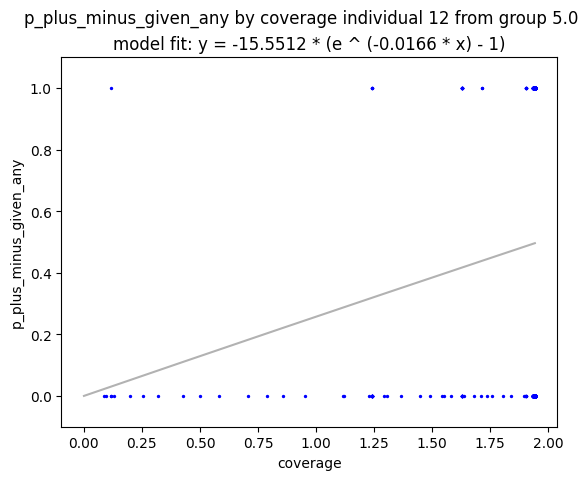 p_plus_minus_given_any by coverage individual 12 from group 5.0
model fit: y = -15.5512 * (e ^ (-0.0166 * x) - 1)
1.0
0.8
0.6
0.4
0.2
0.0
p_plus_minus_given_any
0.00 0.25 0.50 0.75 1.00 1.25 1.50 1.75 2.00
coverage